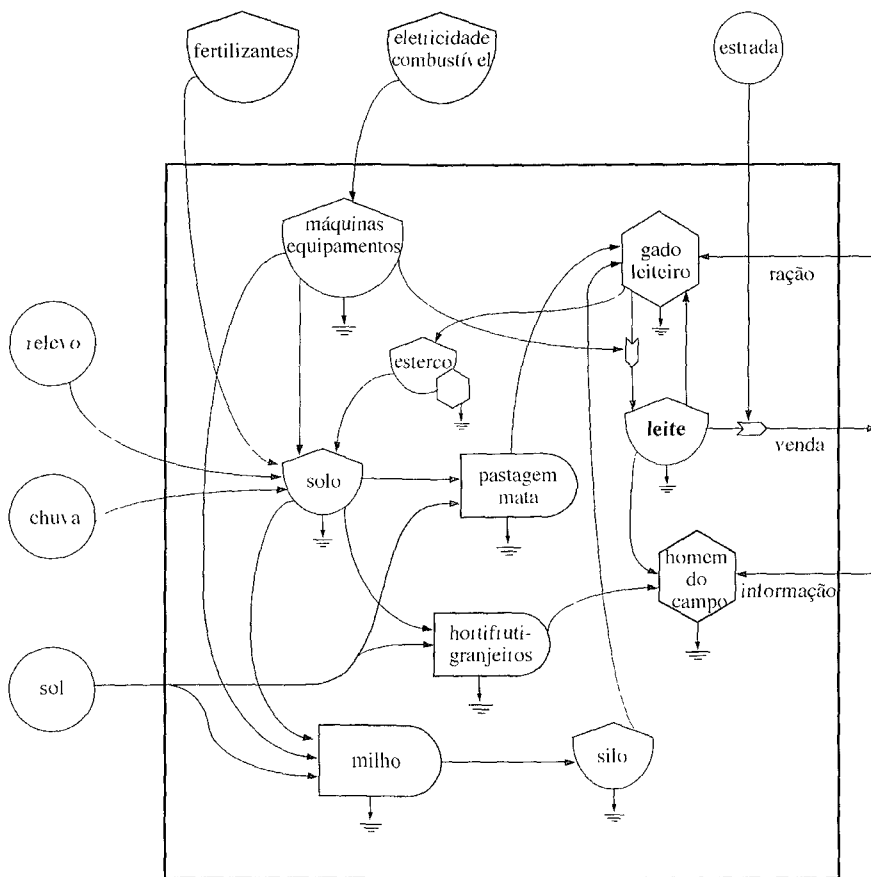 fertilizantes
eletricidade
combustível
estrada
máquinas
equipamentos
gado
leiteiro
ração
relevo
esterco
leite
venda
solo
pastagem
mata
chuva
homem
do
campo
informação
hortifruti-
granjeiros
sol
milho
silo